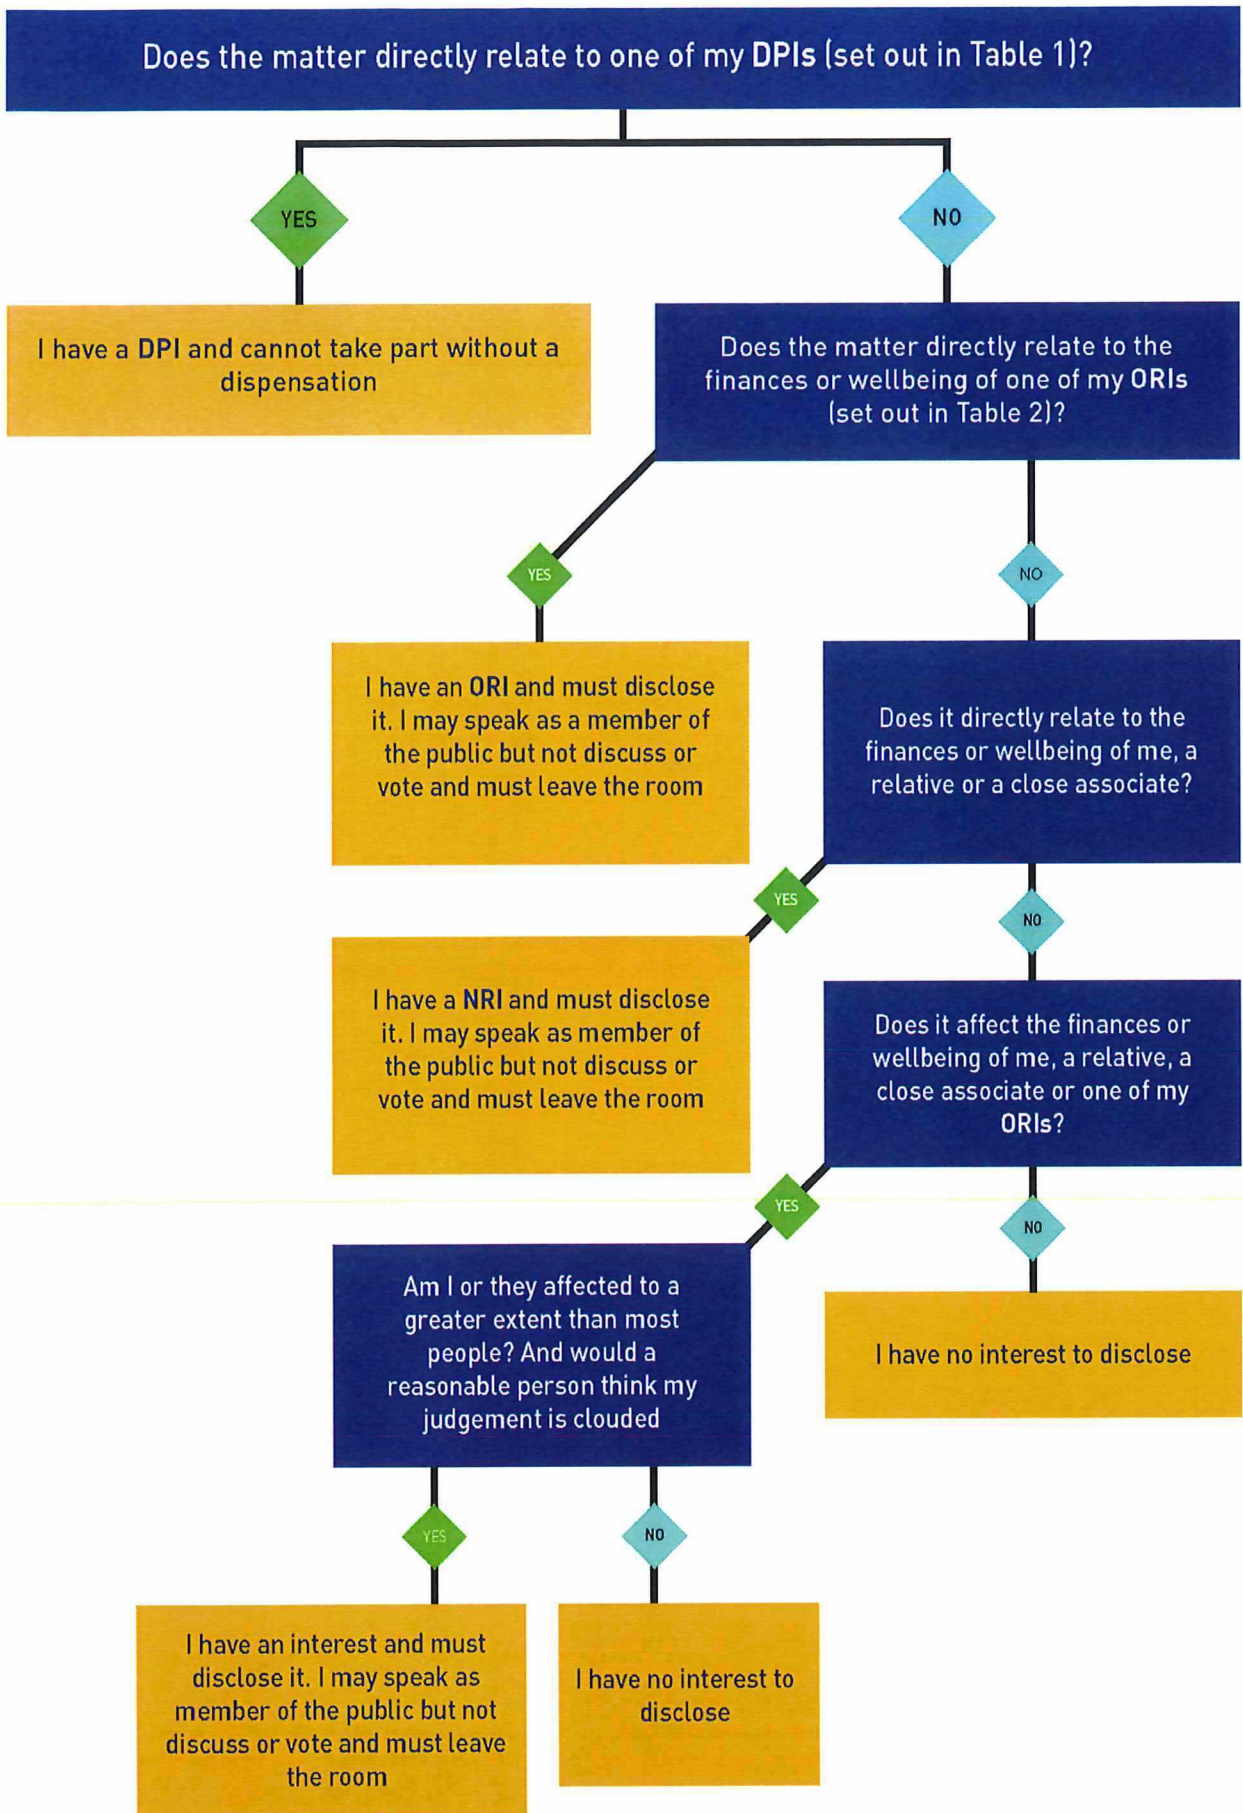 Does the matter directly relate to one of my DPIs (set out in Table 1)?
YES
NO
I have a DPI and cannot take part without a
dispensation
Does the matter directly relate to the
finances or wellbeing of one of my ORIs
(set out in Table 2)?
YES
NO
I have an ORI and must disclose
it. I may speak as a member of
the public but not discuss or
vote and must leave the room
Does it directly relate to the
finances or wellbeing of me, a
relative or a close associate?
YES
NO
I have a NRI and must disclose
it. I may speak as member of
the public but not discuss or
vote and must leave the room
Does it affect the finances or
wellbeing of me, a relative, a
close associate or one of my
ORIs?
YES
NO
Am I or they affected to a
greater extent than most
people? And would a
reasonable person think my
judgement is clouded
I have no interest to disclose
YES
NO
I have an interest and must
disclose it. I may speak as
member of the public but not
discuss or vote and must leave
the room
I have no interest to
disclose